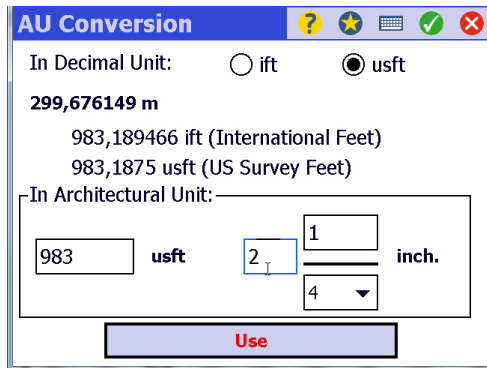 AU Conversion
In Decimal Unit: ift usft
299,676149 m
983,189466 ift (International Feet)
983,1875 usft (US Survey Feet)
In Architectural Unit:
983 usft 2 1 inch.
4
Use